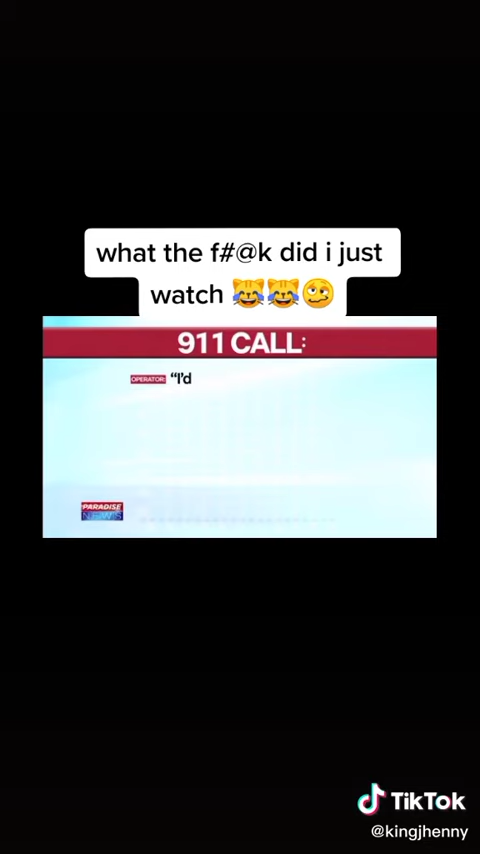 what the f#@k did i just
watch 😹😹🥴
911 CALL:
OPERATOR: “I’d
PARADISE
NEWS
TikTok
@kingjhenny